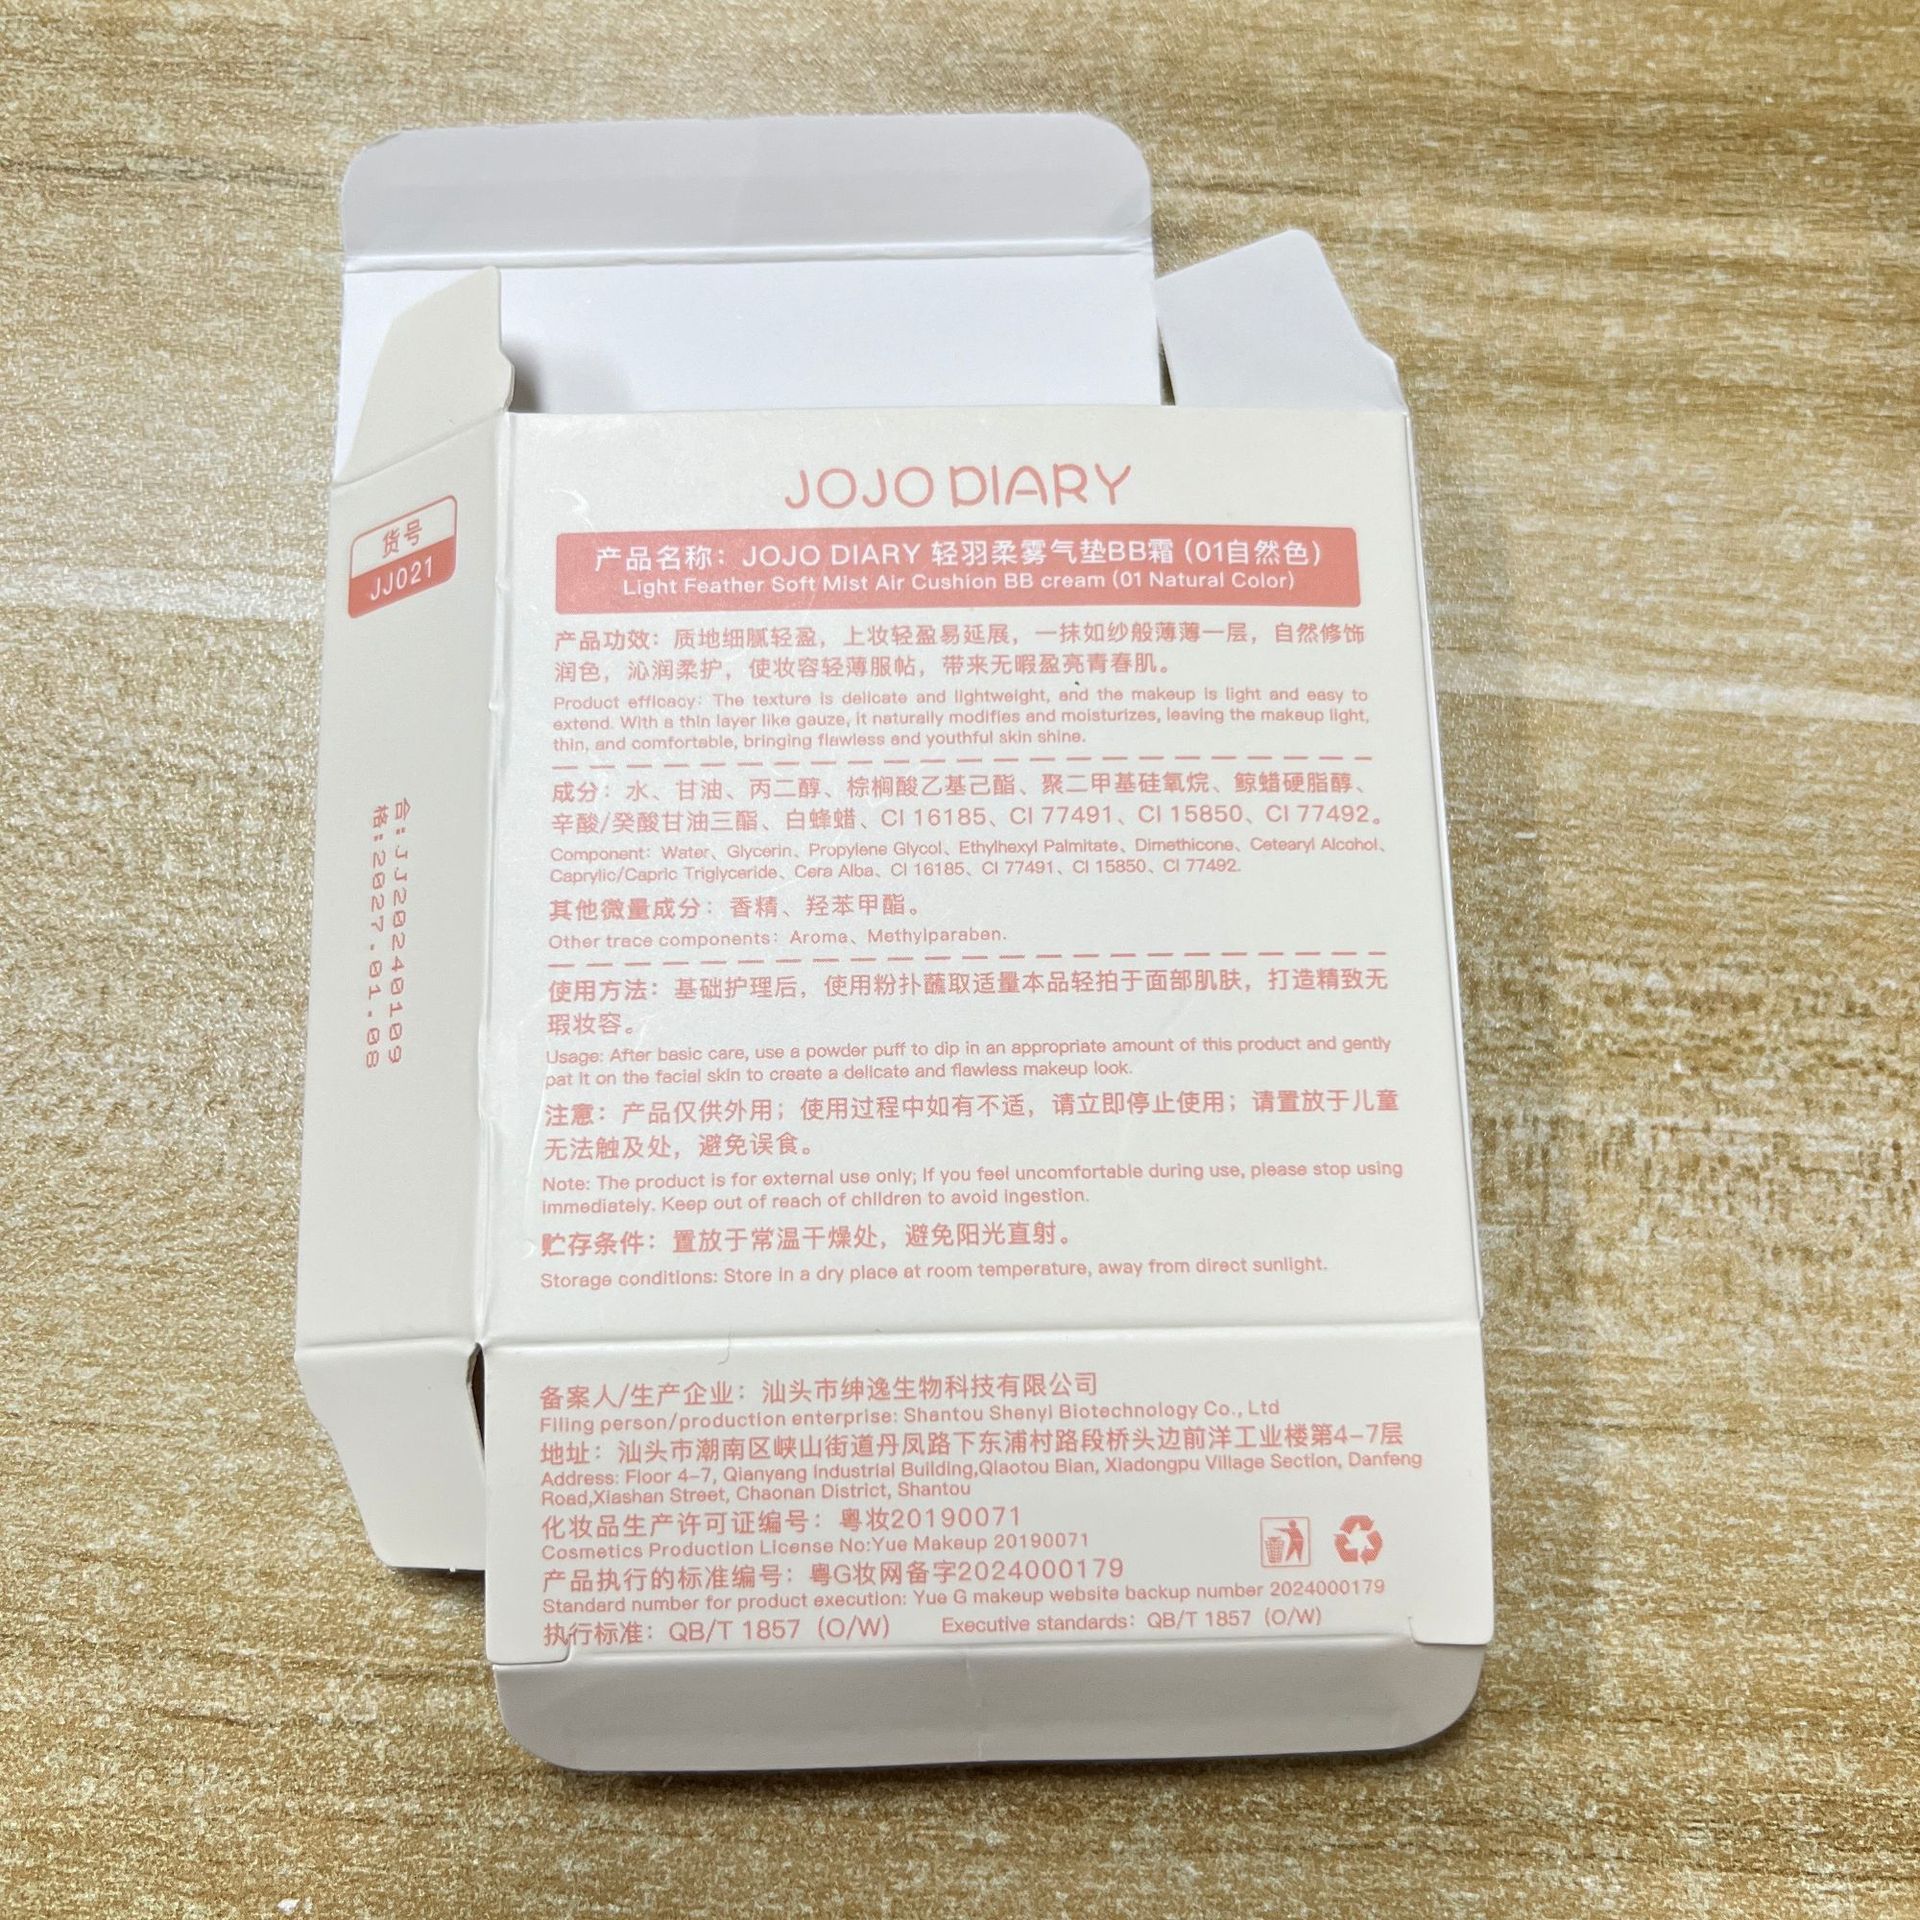 JOJO DIARY
产品名称：JOJO DIARY 轻羽柔雾气垫BB霜（01自然色）
Light Feather Soft Mist Air Cushion BB cream (01 Natural Color)
产品功效：质地细腻轻盈，上妆轻盈易延展，一抹如纱般薄薄一层，自然修饰
润色，沁润柔护，使妆容轻薄服帖，带来无暇盈亮青春肌。
Product efficacy: The texture is delicate and lightweight, and the makeup is light and easy to
extend. With a thin layer like gauze, it naturally modifies and moisturizes, leaving the makeup light,
thin, and comfortable, bringing flawless and youthful skin shine.
成分：水、甘油、丙二醇、棕榈酸乙基己酯、聚二甲基硅氧烷、鲸蜡硬脂醇、
辛酸/癸酸甘油三酯、白蜂蜡、CI 16185、CI 77491、CI 15850、CI 77492。
Component: Water、Glycerin、Propylene Glycol、Ethylhexyl Palmitate、Dimethicone、Cetearyl Alcohol、
Caprylic/Capric Triglyceride、Cera Alba、CI 16185、CI 77491、CI 15850、CI 77492.
其他微量成分：香精、羟苯甲酯。
Other trace components: Aroma、Methylparaben.
使用方法：基础护理后，使用粉扑蘸取适量本品轻拍于面部肌肤，打造精致无
瑕妆容。
Usage: After basic care, use a powder puff to dip in an appropriate amount of this product and gently
pat it on the facial skin to create a delicate and flawless makeup look.
注意：产品仅供外用；使用过程中如有不适，请立即停止使用；请置放于儿童
无法触及处，避免误食。
Note: The product is for external use only; If you feel uncomfortable during use, please stop using
immediately. Keep out of reach of children to avoid ingestion.
贮存条件：置放于常温干燥处，避免阳光直射。
Storage conditions: Store in a dry place at room temperature, away from direct sunlight.
备案人/生产企业：汕头市绅逸生物科技有限公司
Filing person/production enterprise: Shantou Shenyi Biotechnology Co., Ltd
地址：汕头市潮南区峡山街道丹凤路下东浦村路段桥头边前洋工业楼第4-7层
Address: Floor 4-7, Qianyang Industrial Building,Qiaotou Bian, Xiadongpu Village Section, Danfeng
Road,Xiashan Street, Chaonan District, Shantou
化妆品生产许可证编号：粤妆20190071
Cosmetics Production License No:Yue Makeup 20190071
产品执行的标准编号：粤G妆网备字2024000179
Standard number for product execution: Yue G makeup website backup number 2024000179
执行标准：QB/T 1857（O/W） Executive standards：QB/T 1857（O/W）
货号
JJ021
合:JJ20240109
格:2027.01.08